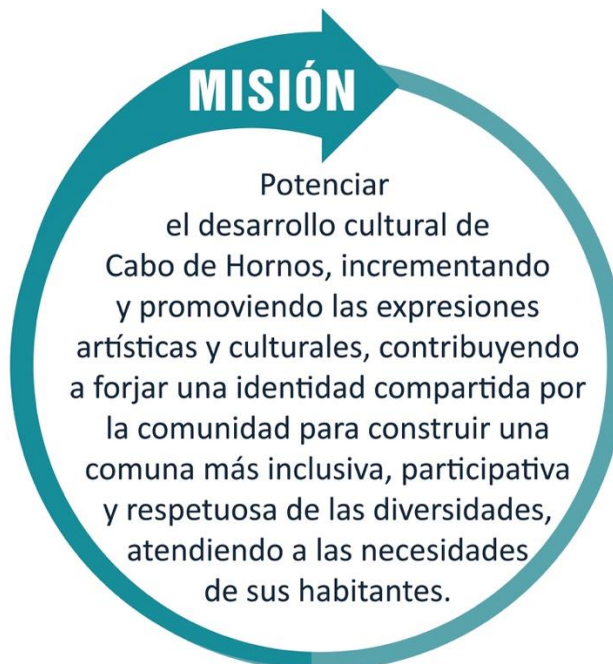 MISIÓN
Potenciar
el desarrollo cultural de
Cabo de Hornos, incrementando
y promoviendo las expresiones
artísticas y culturales, contribuyendo
a forjar una identidad compartida por
la comunidad para construir una
comuna más inclusiva, participativa
y respetuosa de las diversidades,
atendiendo a las necesidades
de sus habitantes.